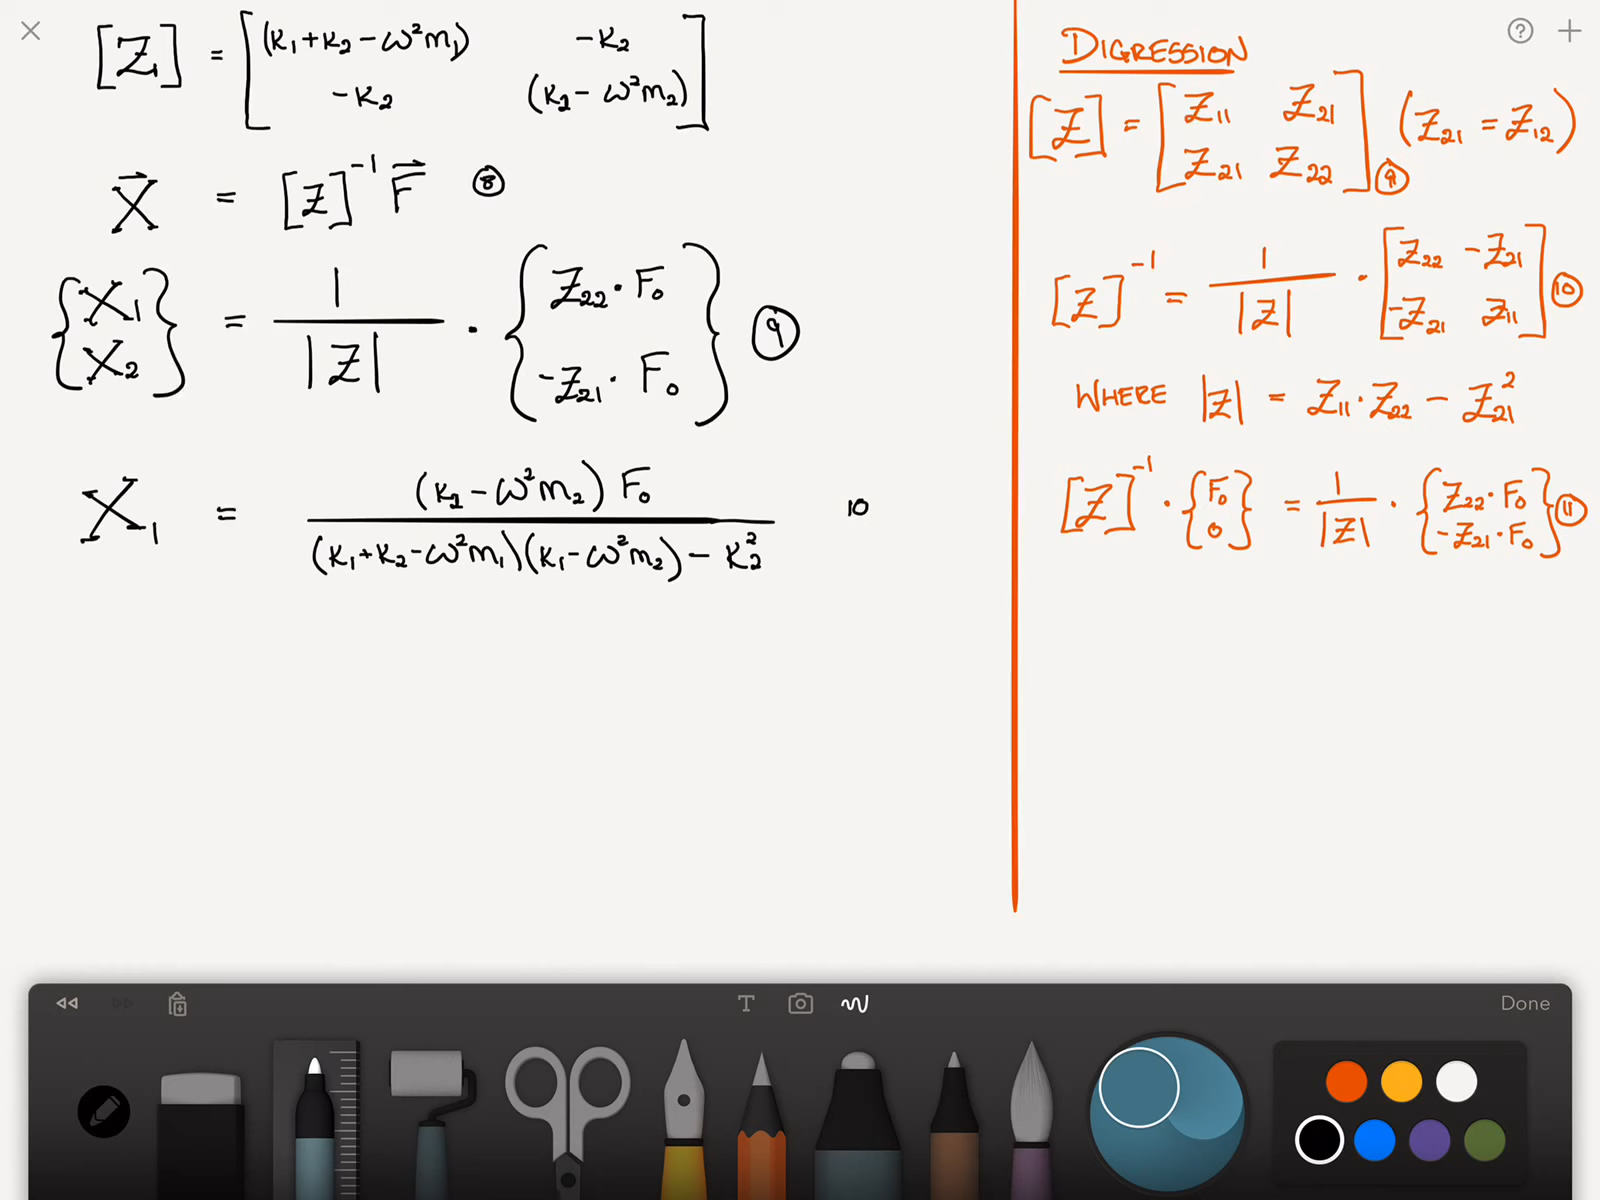 [Z] = [(K₁+K₂-ω²m₁) -K₂
-K₂ (K₂-ω²m₂)]
X⃗ = [Z]⁻¹ F⃗ ⑧
{X₁ X₂} = 1/|Z| · {Z₂₂·F₀ -Z₂₁·F₀} ⑨
X₁ = (K₂-ω²m₂)F₀ / (K₁+K₂-ω²m₁)(K₁-ω²m₂)-K₂² 10
DIGRESSION
[Z] = [Z₁₁ Z₂₁ (Z₂₁=Z₁₂)
Z₂₁ Z₂₂] ⑨
[Z]⁻¹ = 1/|Z| · [Z₂₂ -Z₂₁
-Z₂₁ Z₁₁] ⑩
WHERE |Z| = Z₁₁·Z₂₂ - Z₂₁²
[Z]⁻¹ · {F₀ 0} = 1/|Z| · {Z₂₂·F₀ -Z₂₁·F₀} ⑪
T
Done